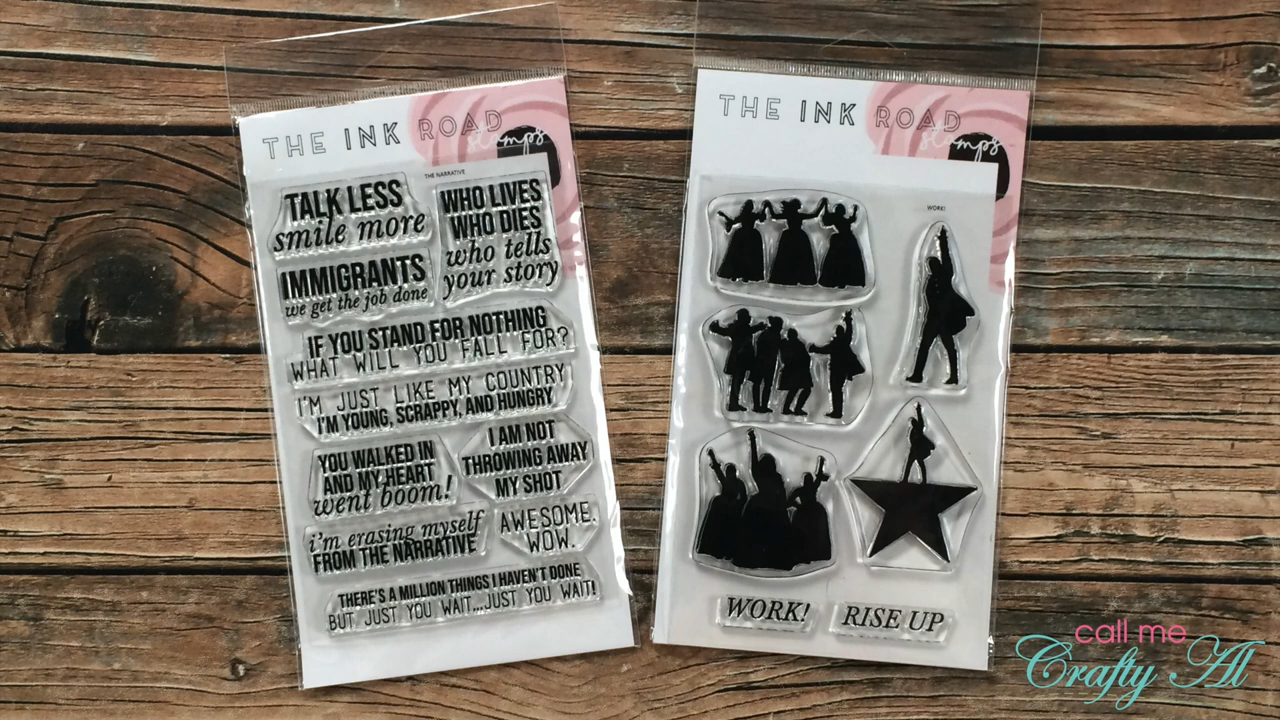 THE INK ROAD
stamps
THE NARRATIVE
TALK LESS
smile more
WHO LIVES
WHO DIES
who tells
your story
IMMIGRANTS
we get the job done
IF YOU STAND FOR NOTHING
WHAT WILL YOU FALL FOR?
I'M JUST LIKE MY COUNTRY
I'M YOUNG, SCRAPPY, AND HUNGRY
YOU WALKED IN
AND MY HEART
went boom!
I AM NOT
THROWING AWAY
MY SHOT
i'm erasing myself
FROM THE NARRATIVE
AWESOME.
WOW.
THERE'S A MILLION THINGS I HAVEN'T DONE
BUT JUST YOU WAIT...JUST YOU WAIT!
THE INK ROAD
stamps
WORK!
WORK!
RISE UP
call me
Crafty Al